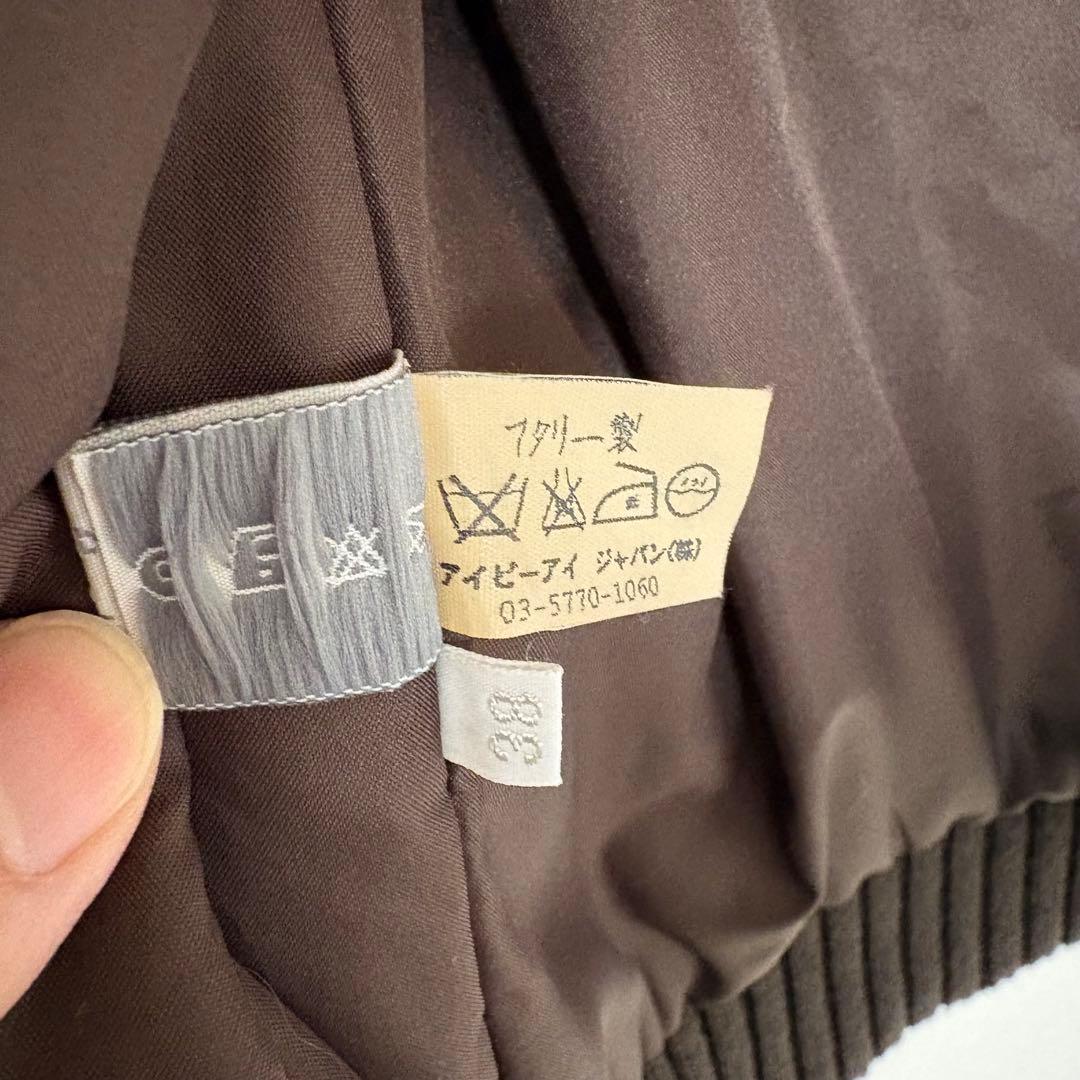 イタリー製
アイピーアイ ジャパン(株)
03-5770-1060
38